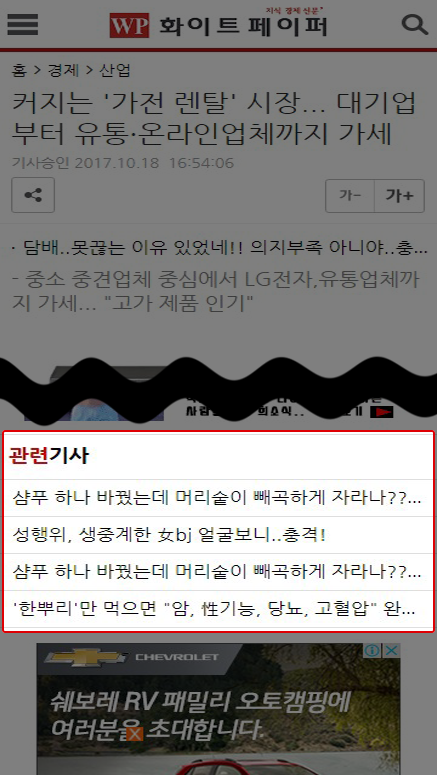 지식 경제 신문
WP 화이트페이퍼
홈 > 경제 > 산업
커지는 '가전 렌탈' 시장... 대기업
부터 유통·온라인업체까지 가세
기사승인 2017.10.18 16:54:06
가- 가+
· 담배..못끊는 이유 있었네!! 의지부족 아니야..충...
- 중소 중견업체 중심에서 LG전자,유통업체까
지 가세... "고가 제품 인기"
관련기사
샴푸 하나 바꿨는데 머리숱이 빼곡하게 자라나??...
성행위, 생중계한 女bj 얼굴보니..총격!
샴푸 하나 바꿨는데 머리숱이 빼곡하게 자라나??...
'한뿌리'만 먹으면 "암, 性기능, 당뇨, 고혈압" 완...
CHEVROLET
쉐보레 RV 패밀리 오토캠핑에
여러분을 초대합니다.